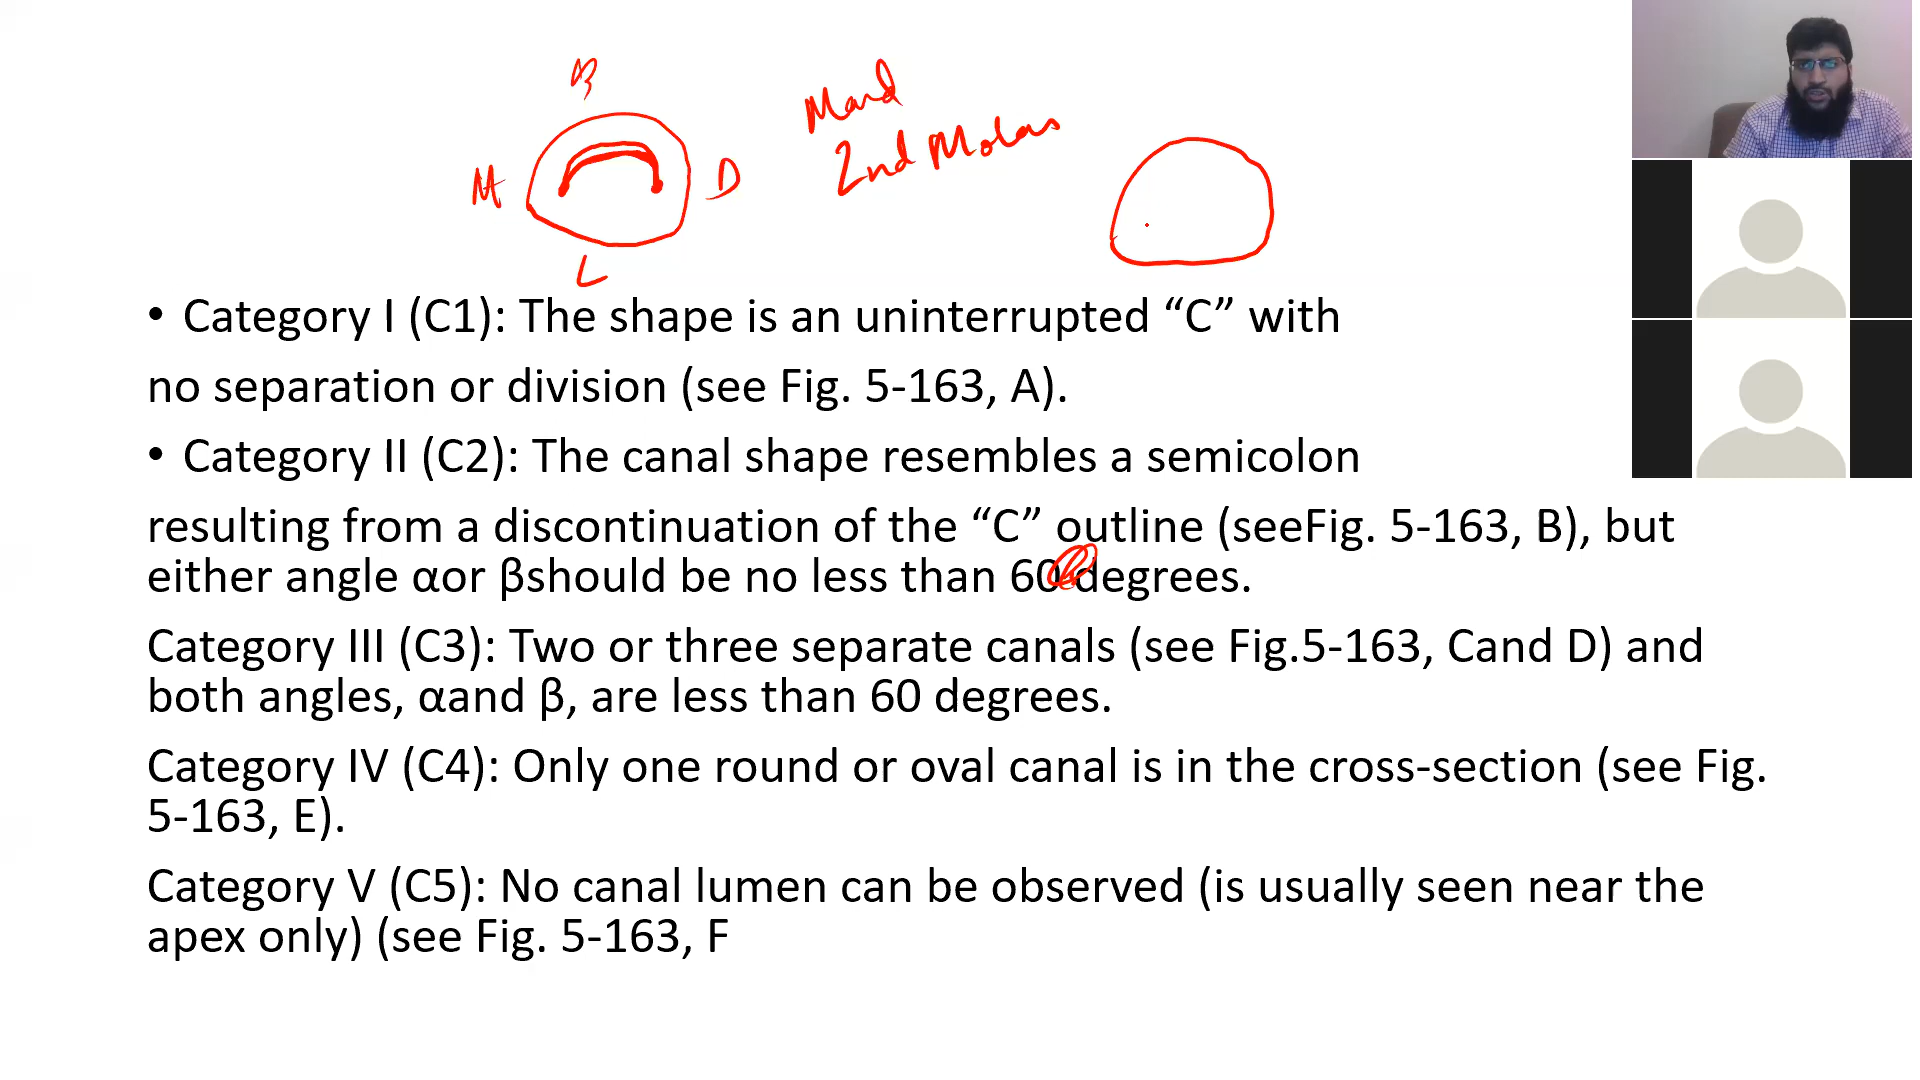 B
Mand
2nd Molar
M
D
L
• Category I (C1): The shape is an uninterrupted “C” with
no separation or division (see Fig. 5-163, A).
• Category II (C2): The canal shape resembles a semicolon
resulting from a discontinuation of the “C” outline (seeFig. 5-163, B), but
either angle αor βshould be no less than 60 degrees.
Category III (C3): Two or three separate canals (see Fig.5-163, Cand D) and
both angles, αand β, are less than 60 degrees.
Category IV (C4): Only one round or oval canal is in the cross-section (see Fig.
5-163, E).
Category V (C5): No canal lumen can be observed (is usually seen near the
apex only) (see Fig. 5-163, F